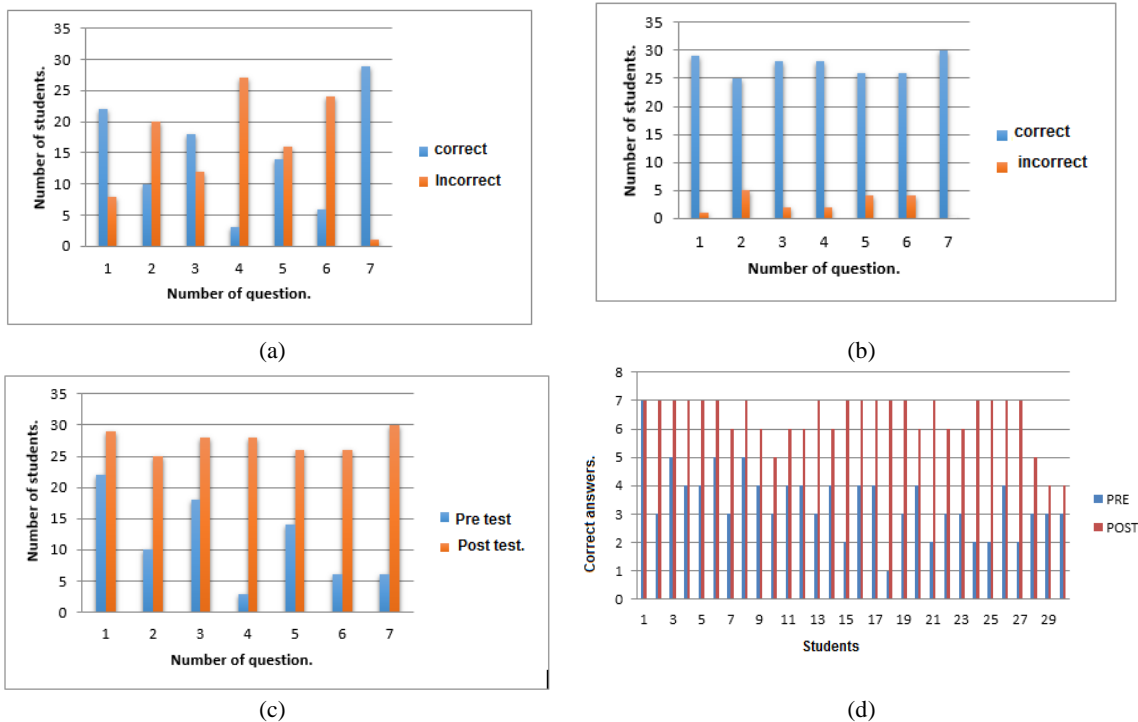 35
30
25
20
15
10
5
0
Number of students.
1 2 3 4 5 6 7
Number of question.
correct
Incorrect
(a)
35
30
25
20
15
10
5
0
Number of students.
1 2 3 4 5 6 7
Number of question.
correct
incorrect
(b)
35
30
25
20
15
10
5
0
Number of students.
1 2 3 4 5 6 7
Number of question.
Pre test
Post test.
(c)
8
7
6
5
4
3
2
1
0
Correct answers.
1 3 5 7 9 11 13 15 17 19 21 23 25 27 29
Students
PRE
POST
(d)